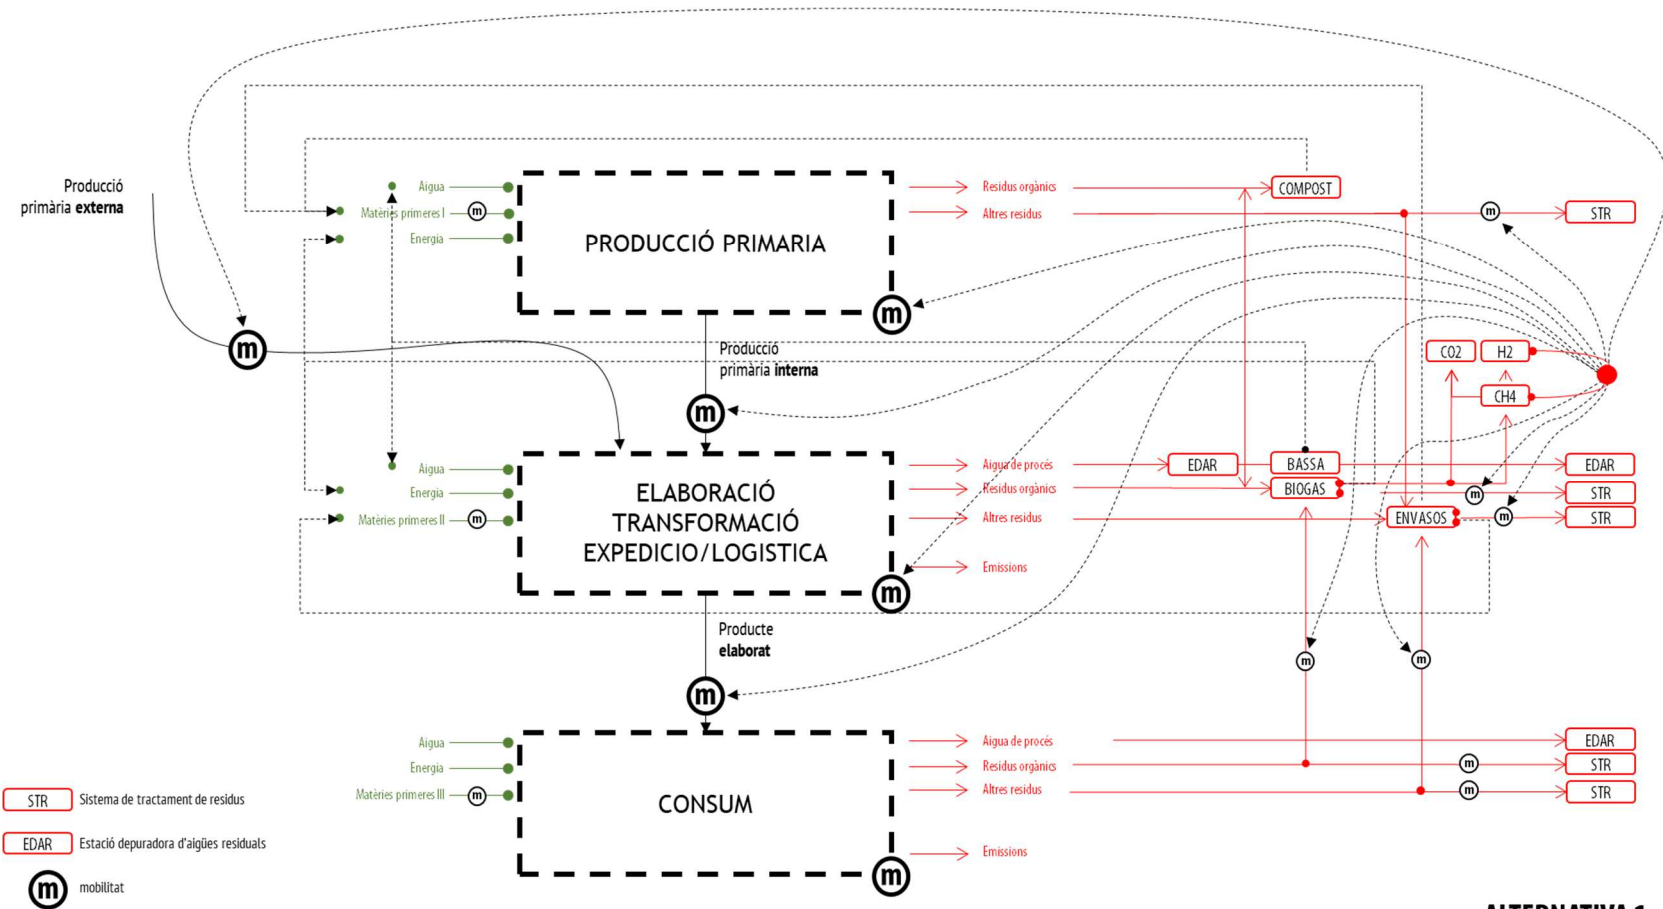 Producció
primària externa
Aigua
Matèries primeres I
m
Energia
PRODUCCIÓ PRIMARIA
m
Residus orgànics
Altres residus
COMPOST
m
STR
m
Producció
primària interna
m
CO2
H2
CH4
Aigua
Energia
Matèries primeres II
m
ELABORACIÓ
TRANSFORMACIÓ
EXPEDICIO/LOGISTICA
m
Aigua de procés
Residus orgànics
Altres residus
Emissions
EDAR
BASSA
BIOGAS
ENVASOS
m
m
EDAR
STR
STR
Producte
elaborat
m
m
m
Aigua
Energia
Matèries primeres III
m
CONSUM
m
Aigua de procés
Residus orgànics
Altres residus
Emissions
m
m
EDAR
STR
STR
STR Sistema de tractament de residus
EDAR Estació depuradora d'aigües residuals
m mobilitat